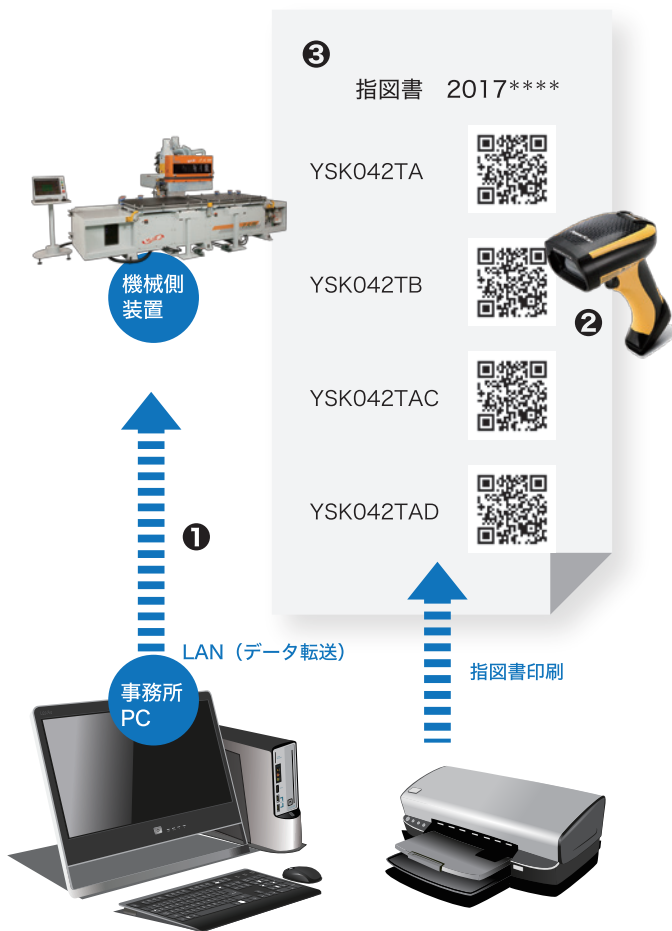 ❸
指図書 2017****
YSK042TA
YSK042TB
❷
YSK042TAC
YSK042TAD
機械側
装置
❶
LAN（データ転送）
指図書印刷
事務所
PC